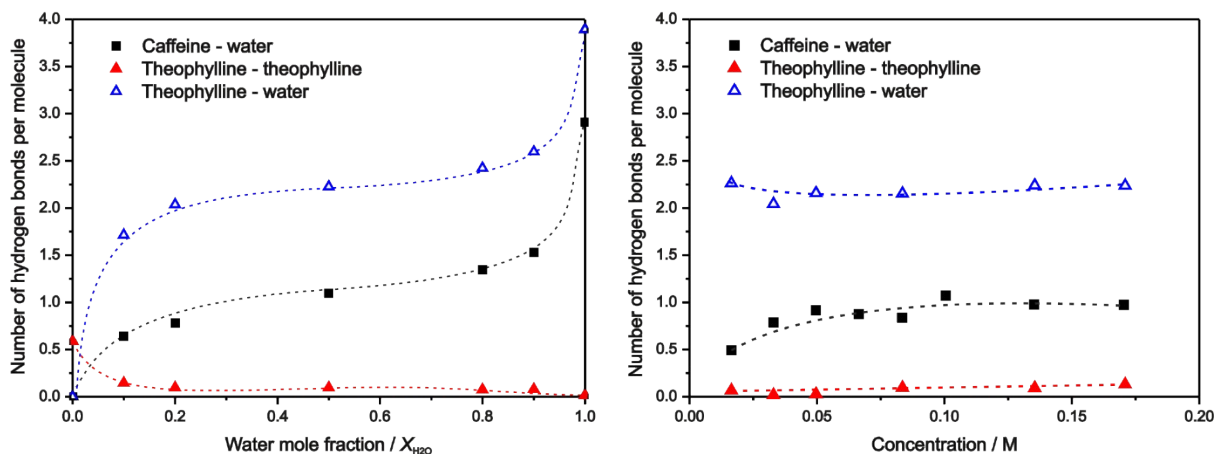 Number of hydrogen bonds per molecule
4.0
3.5
3.0
2.5
2.0
1.5
1.0
0.5
0.0
Caffeine - water
Theophylline - theophylline
Theophylline - water
0.0 0.2 0.4 0.6 0.8 1.0
Water mole fraction / X_H2O
Number of hydrogen bonds per molecule
4.0
3.5
3.0
2.5
2.0
1.5
1.0
0.5
0.0
Caffeine - water
Theophylline - theophylline
Theophylline - water
0.00 0.05 0.10 0.15 0.20
Concentration / M